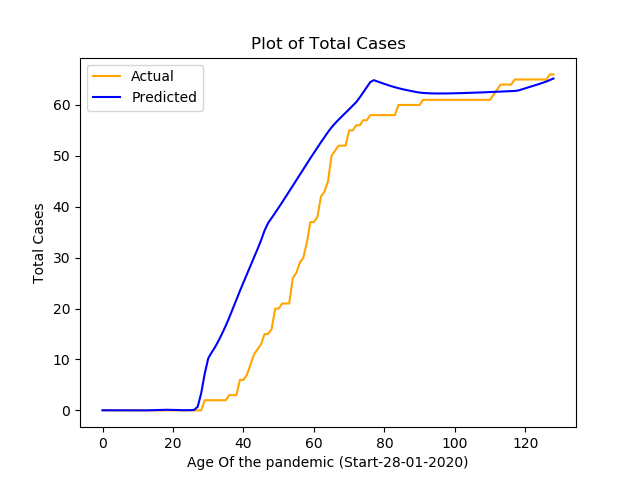 Plot of Total Cases
Actual
Predicted
60
50
40
30
20
10
0
Total Cases
0 20 40 60 80 100 120
Age Of the pandemic (Start-28-01-2020)